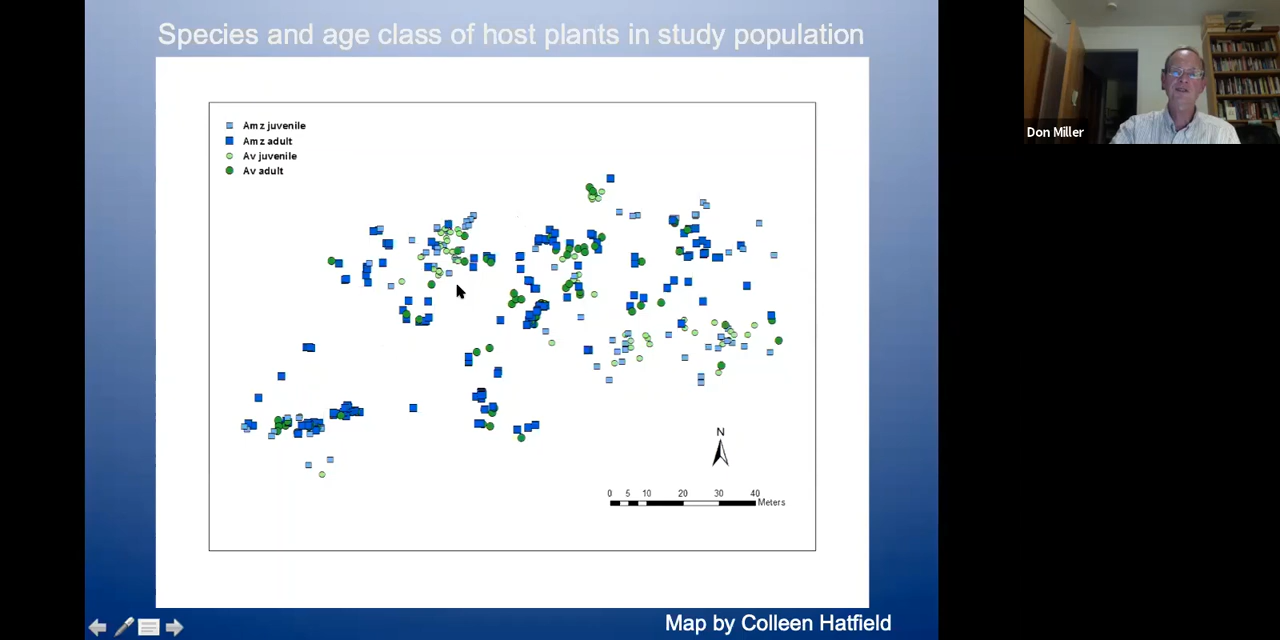 Species and age class of host plants in study population
Am z juvenile
Am z adult
Av juvenile
Av adult
N
0 5 10 20 30 40
Meters
Map by Colleen Hatfield
Don Miller